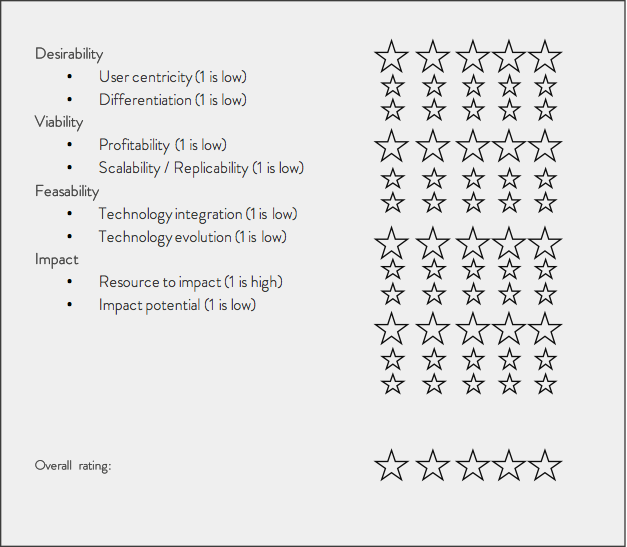 Desirability
• User centricity (1 is low)
• Differentiation (1 is low)
Viability
• Profitability (1 is low)
• Scalability / Replicability (1 is low)
Feasability
• Technology integration (1 is low)
• Technology evolution (1 is low)
Impact
• Resource to impact (1 is high)
• Impact potential (1 is low)
Overall rating: